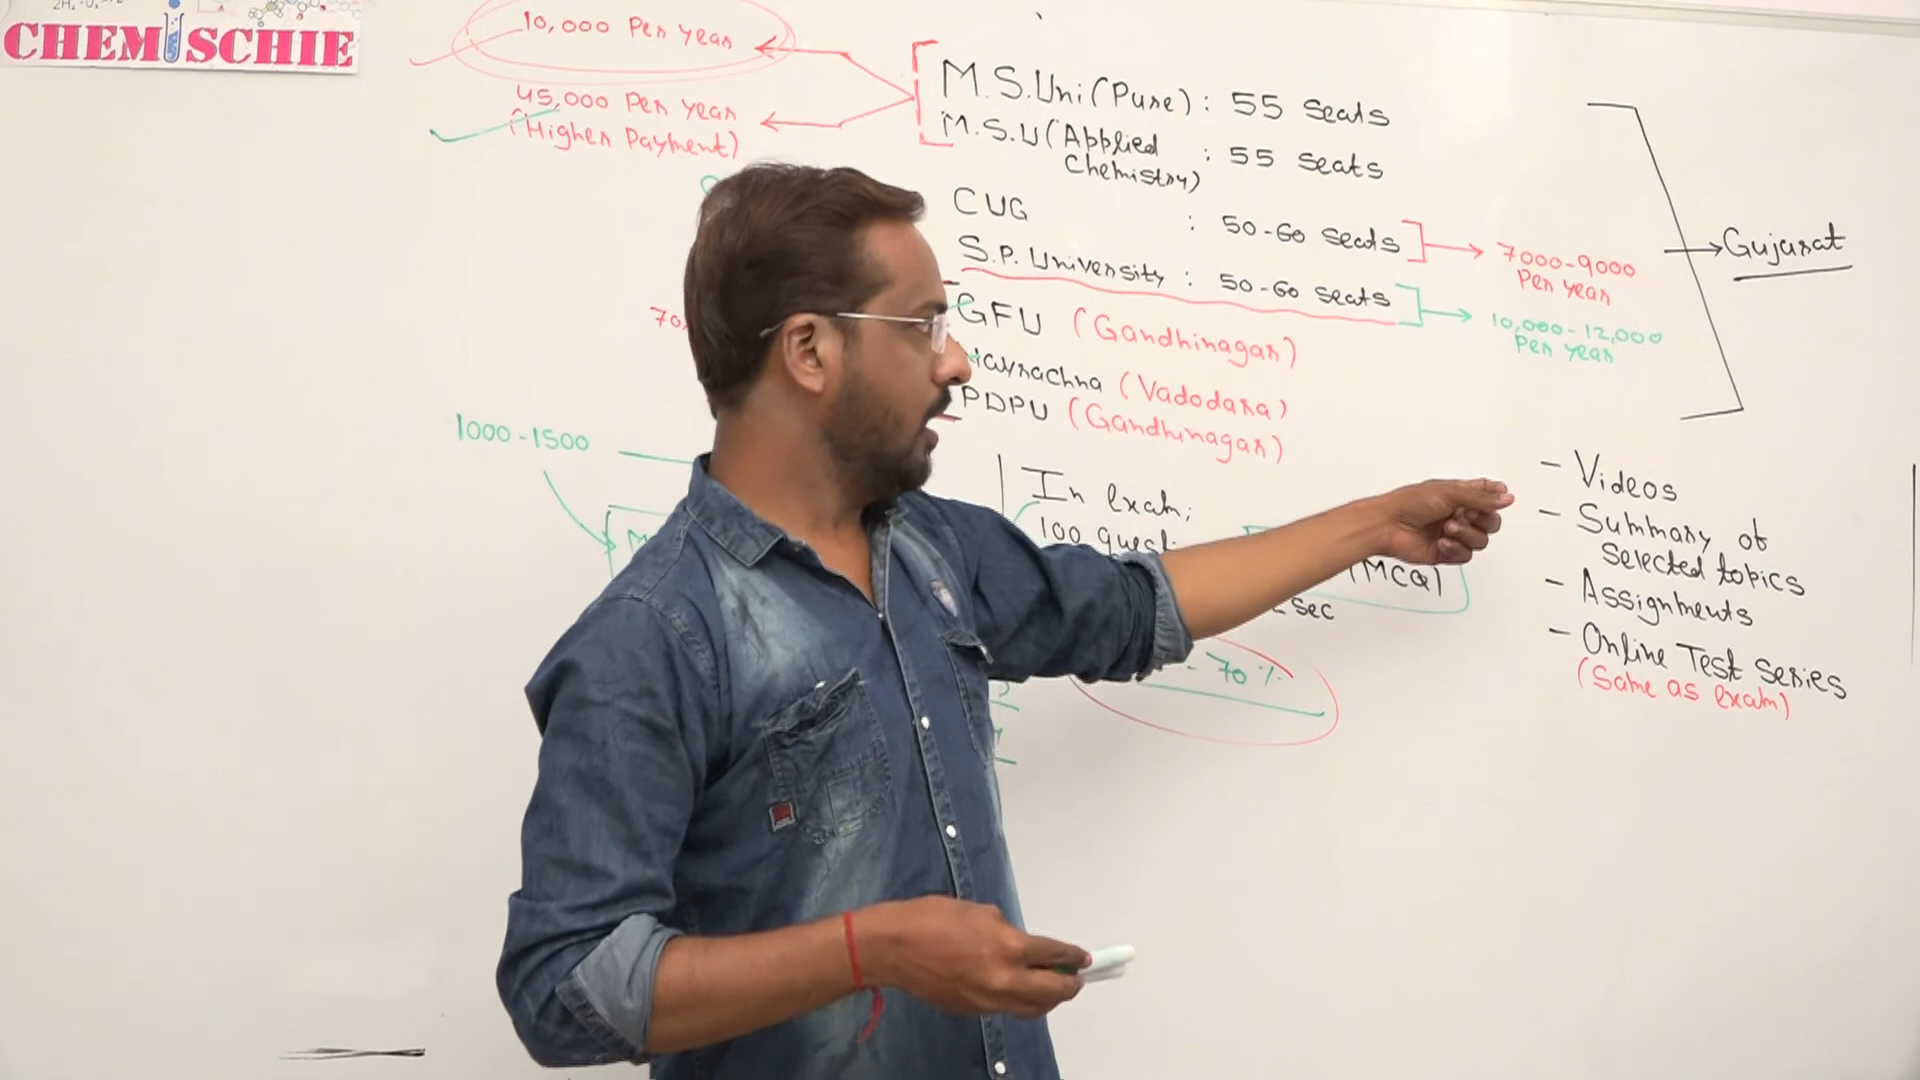 CHEMISCHIE
10,000 Per year
45,000 Per year
(Higher Payment)
M.S.Uni (Pure) : 55 Seats
M.S.U (Applied Chemistry) : 55 Seats
CUG : 50-60 Seats
7000-9000
Per year
S.P. University : 50-60 Seats
10,000-12,000
Per year
Gujarat
GFU (Gandhinagar)
(Vadodara)
PDPU (Gandhinagar)
1000-1500
In exam;
100
(MCQ)
sec
70 %
- Videos
- Summary of
selected topics
- Assignments
- Online Test series
(Same as exam)